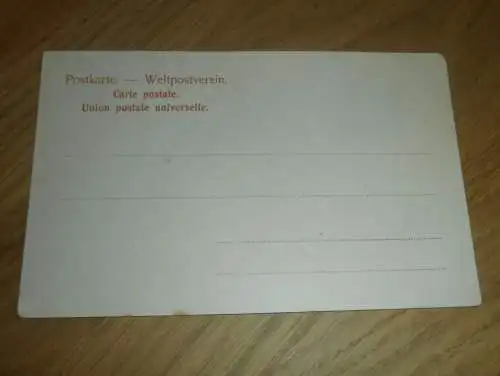 Postkarte. — Weltpostverein.
Carte postale.
Union postale universelle.